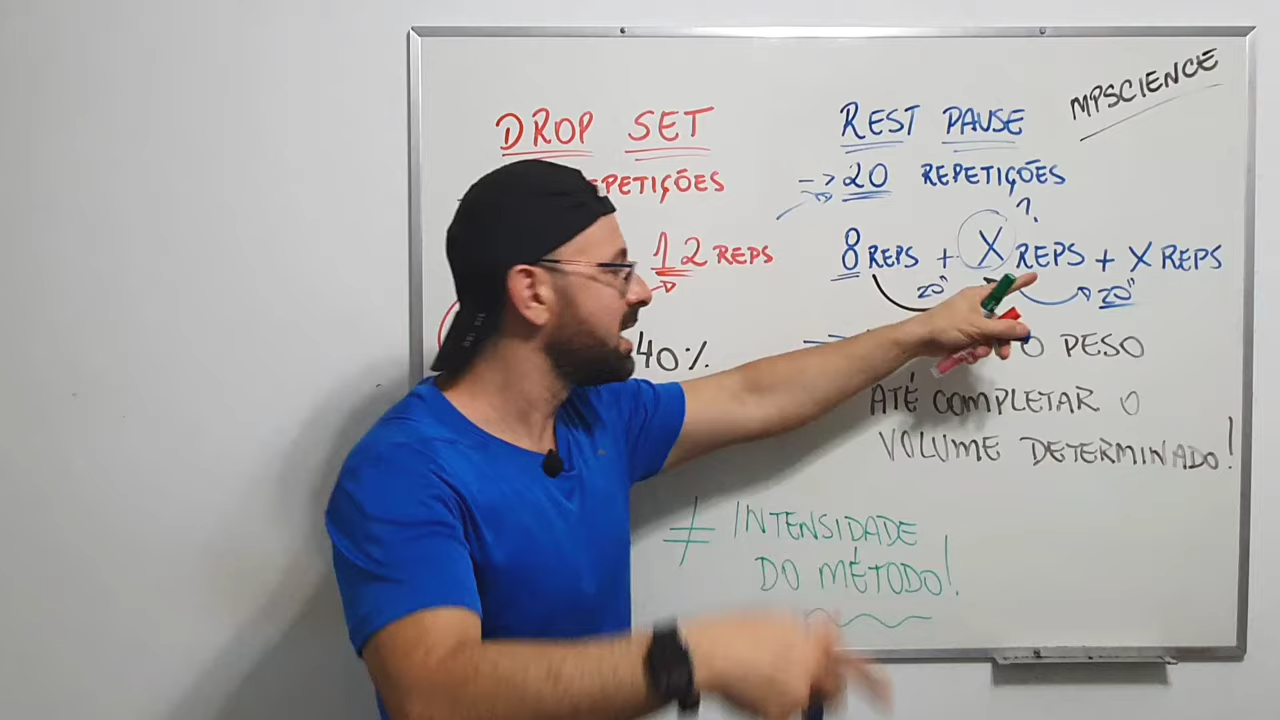 MPSCIENCE
DROP SET
REPETIÇÕES
12 REPS
40%
REST PAUSE
-> 20 REPETIÇÕES
?
8 REPS + X REPS + X REPS
20" 20"
O PESO
ATÉ COMPLETAR O
VOLUME DETERMINADO!
≠ INTENSIDADE
DO MÉTODO!